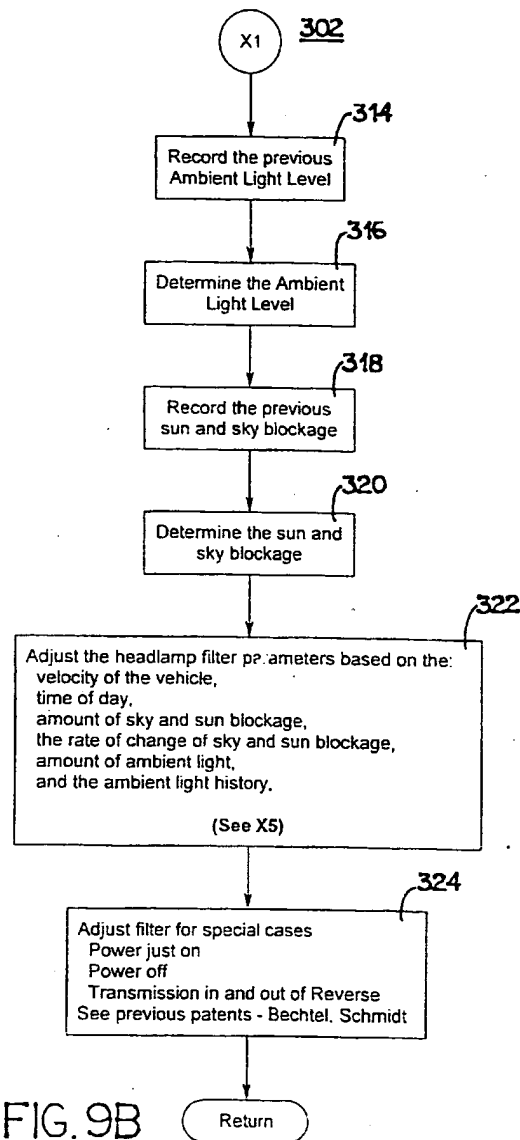 X1
302
314
Record the previous
Ambient Light Level
316
Determine the Ambient
Light Level
318
Record the previous
sun and sky blockage
320
Determine the sun and
sky blockage
322
Adjust the headlamp filter parameters based on the:
velocity of the vehicle,
time of day,
amount of sky and sun blockage,
the rate of change of sky and sun blockage,
amount of ambient light,
and the ambient light history.
(See X5)
324
Adjust filter for special cases
Power just on
Power off
Transmission in and out of Reverse
See previous patents - Bechtel, Schmidt
Return
FIG. 9B